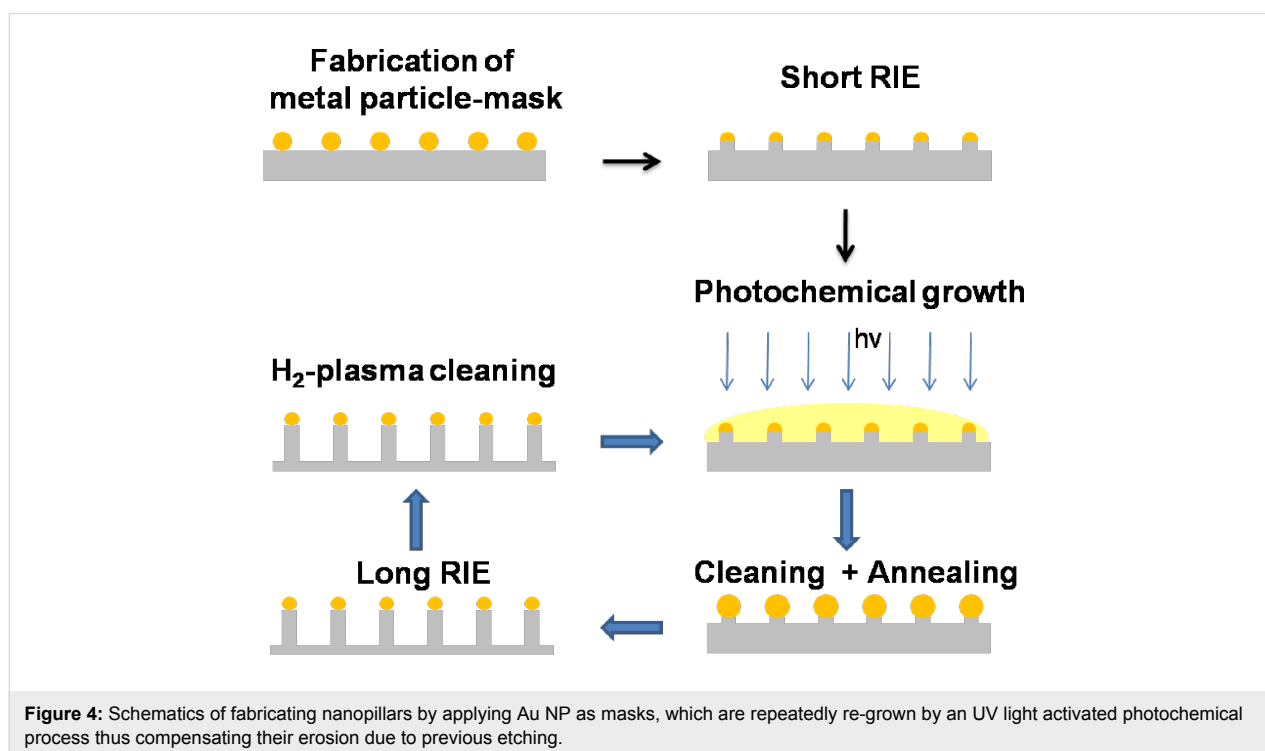 Fabrication of
metal particle-mask
Short RIE
Photochemical growth
hν
H₂-plasma cleaning
Long RIE
Cleaning + Annealing
Figure 4: Schematics of fabricating nanopillars by applying Au NP as masks, which are repeatedly re-grown by an UV light activated photochemical
process thus compensating their erosion due to previous etching.